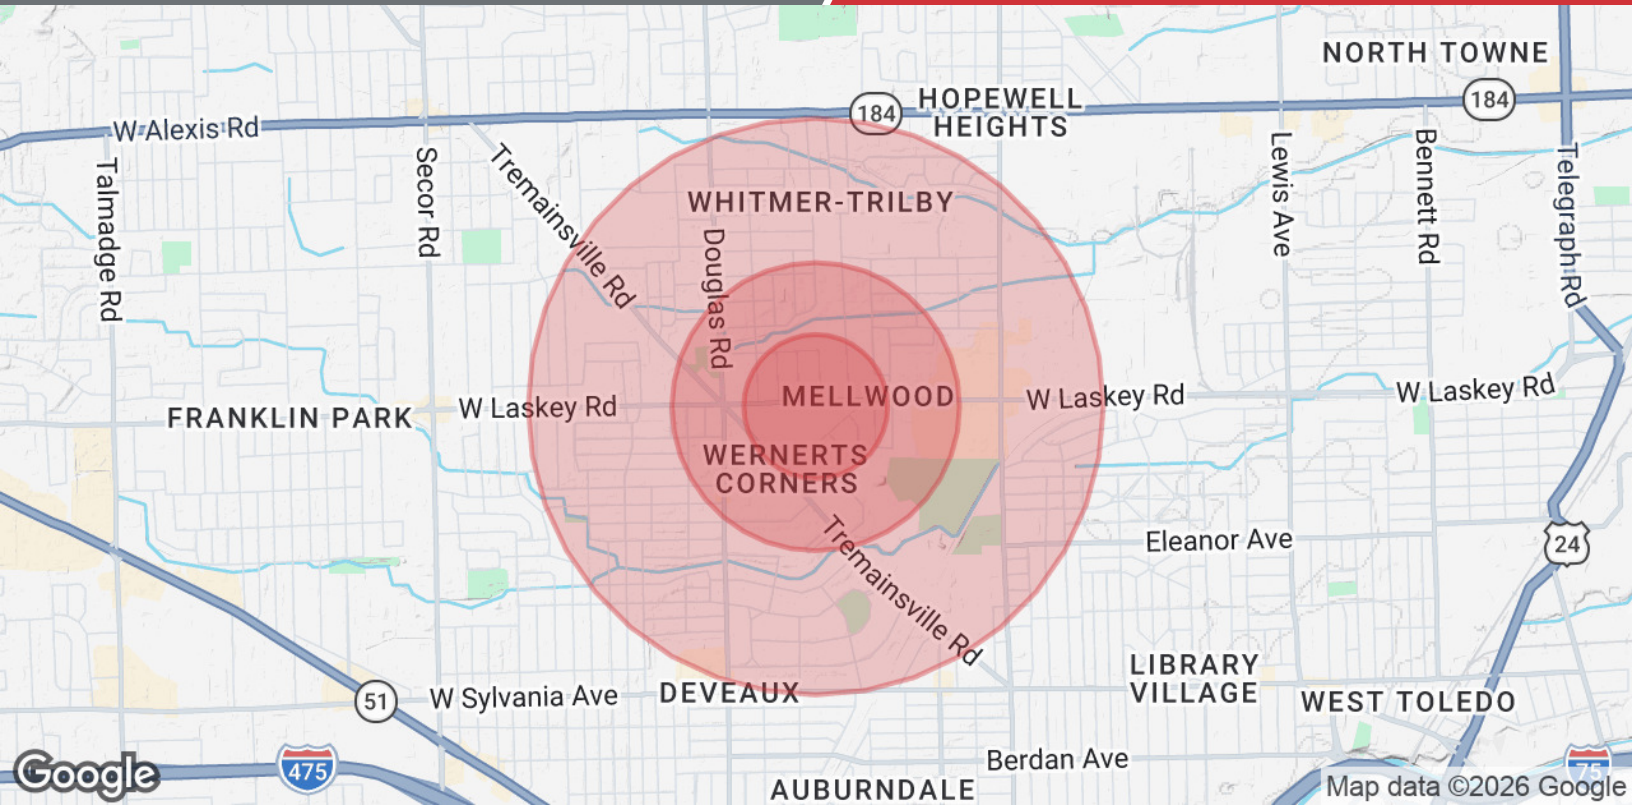 NORTH TOWNE
184
184
HOPEWELL
HEIGHTS
W Alexis Rd
Talmadge Rd
Secor Rd
Tremainsville Rd
Lewis Ave
Bennett Rd
Telegraph Rd
WHITMER-TRILBY
Douglas Rd
MELLWOOD
W Laskey Rd
W Laskey Rd
W Laskey Rd
FRANKLIN PARK
WERNERTS
CORNERS
Tremainsville Rd
Eleanor Ave
24
LIBRARY
VILLAGE
51
W Sylvania Ave
DEVEAUX
WEST TOLEDO
Google
475
Berdan Ave
75
AUBURNDALE
Map data ©2026 Google